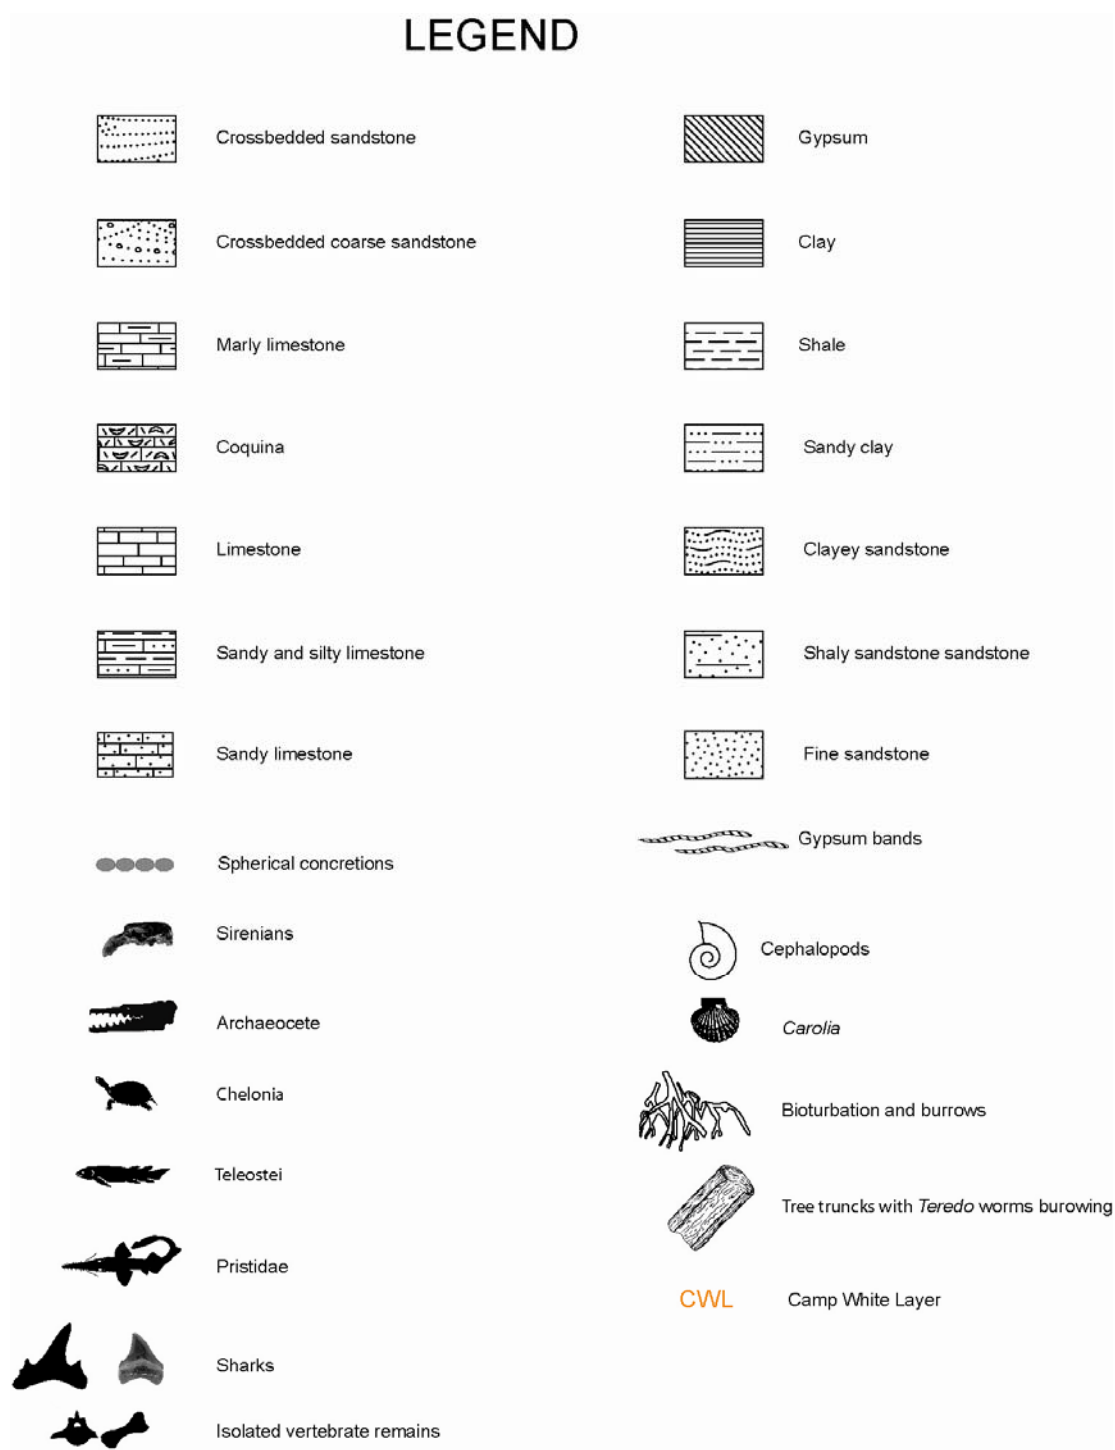 LEGEND
Crossbedded sandstone
Gypsum
Crossbedded coarse sandstone
Clay
Marly limestone
Shale
Coquina
Sandy clay
Limestone
Clayey sandstone
Sandy and silty limestone
Shaly sandstone sandstone
Sandy limestone
Fine sandstone
Gypsum bands
Spherical concretions
Sirenians
Cephalopods
Archaeocete
Carolia
Chelonia
Bioturbation and burrows
Teleostei
Tree truncks with Teredo worms burowing
Pristidae
CWL Camp White Layer
Sharks
Isolated vertebrate remains